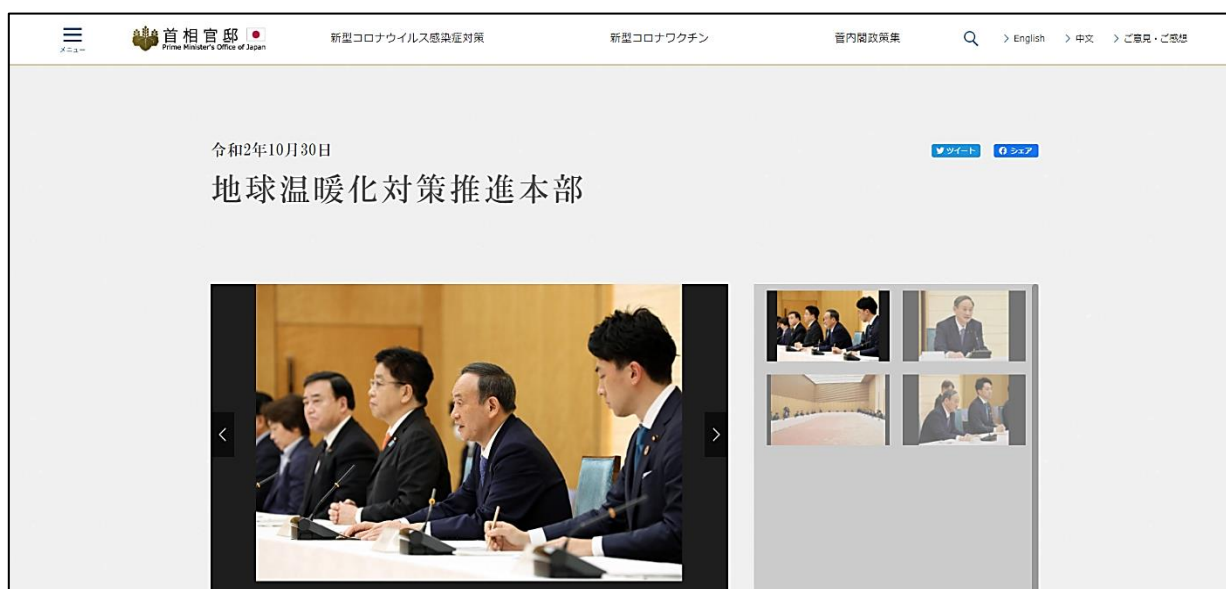 メニュー
首相官邸
Prime Minister's Office of Japan
新型コロナウイルス感染症対策
新型コロナワクチン
菅内閣政策集
> English
> 中文
> ご意見・ご感想
令和2年10月30日
ツイート
シェア
地球温暖化対策推進本部